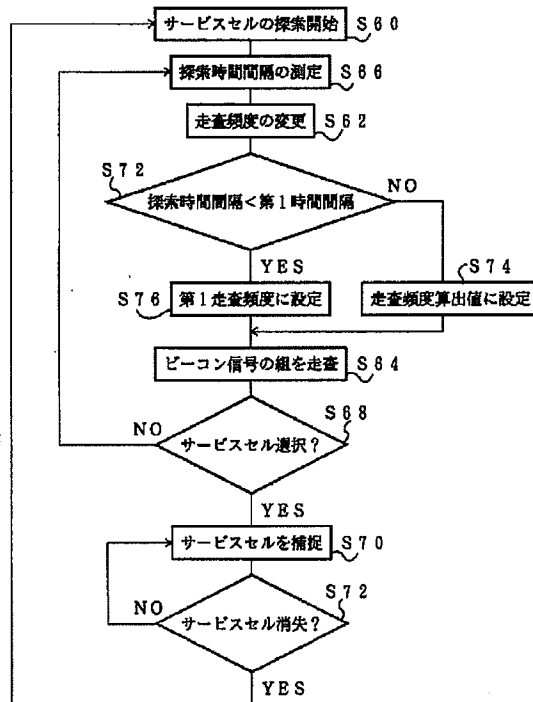 サービスセルの探索開始
S60
探索時間間隔の測定
S66
走査頻度の変更
S62
S72
探索時間間隔<第1時間間隔
NO
YES
S74
S76
第1走査頻度に設定
走査頻度算出値に設定
ビーコン信号の組を走査
S64
S68
NO
サービスセル選択?
YES
サービスセルを捕捉
S70
S72
NO
サービスセル消失?
YES